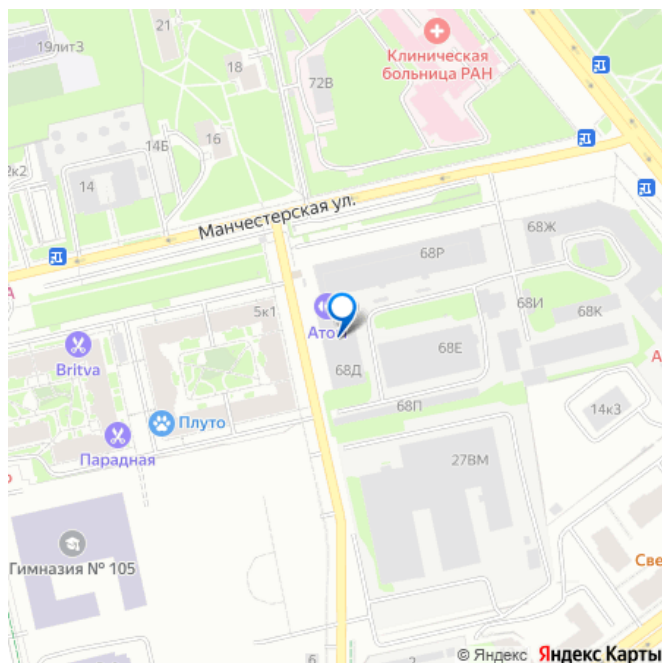 21
19лит3
18
72В
Клиническая
больница РАН
16
14Б
2к2
14
Манчестерская ул.
68Ж
68Р
А
5к1
68И
68К
Атом
Britva
68Е
А
68Д
68П
14к3
Плуто
Парадная
27ВМ
Гимназия № 105
Све
6
2
© Яндекс Яндекс Карты